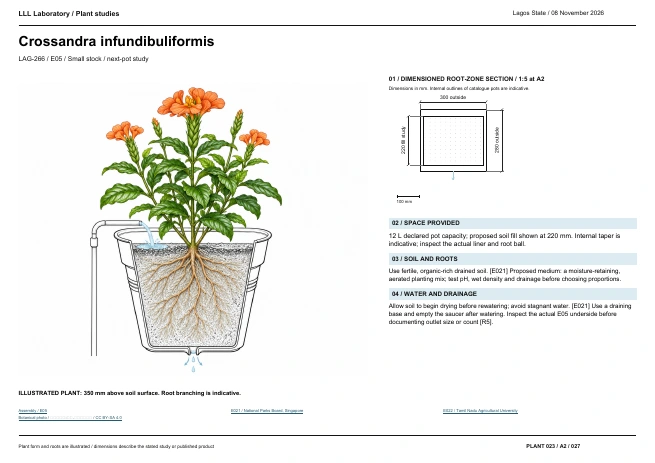 LLL Laboratory / Plant studies
Lagos State / 08 November 2026
Crossandra infundibuliformis
LAG-266 / E05 / Small stock / next-pot study
01 / DIMENSIONED ROOT-ZONE SECTION / 1:5 at A2
Dimensions in mm. Internal outlines of catalogue pots are indicative.
300 outside
220 fill study
280 outside
100 mm
02 / SPACE PROVIDED
12 L declared pot capacity; proposed soil fill shown at 220 mm. Internal taper is
indicative; inspect the actual liner and root ball.
03 / SOIL AND ROOTS
Use fertile, organic-rich drained soil. [E021] Proposed medium: a moisture-retaining,
aerated planting mix; test pH, wet density and drainage before choosing proportions.
04 / WATER AND DRAINAGE
Allow soil to begin drying before rewatering; avoid stagnant water. [E021] Use a draining
base and empty the saucer after watering. Inspect the actual E05 underside before
documenting outlet size or count [R5].
ILLUSTRATED PLANT: 350 mm above soil surface. Root branching is indicative.
Assembly / E05
E021 / National Parks Board, Singapore
E022 / Tamil Nadu Agricultural University
Botanical photo / / CC BY-SA 4.0
Plant form and roots are illustrated / dimensions describe the stated study or published product
PLANT 023 / A2 / 027